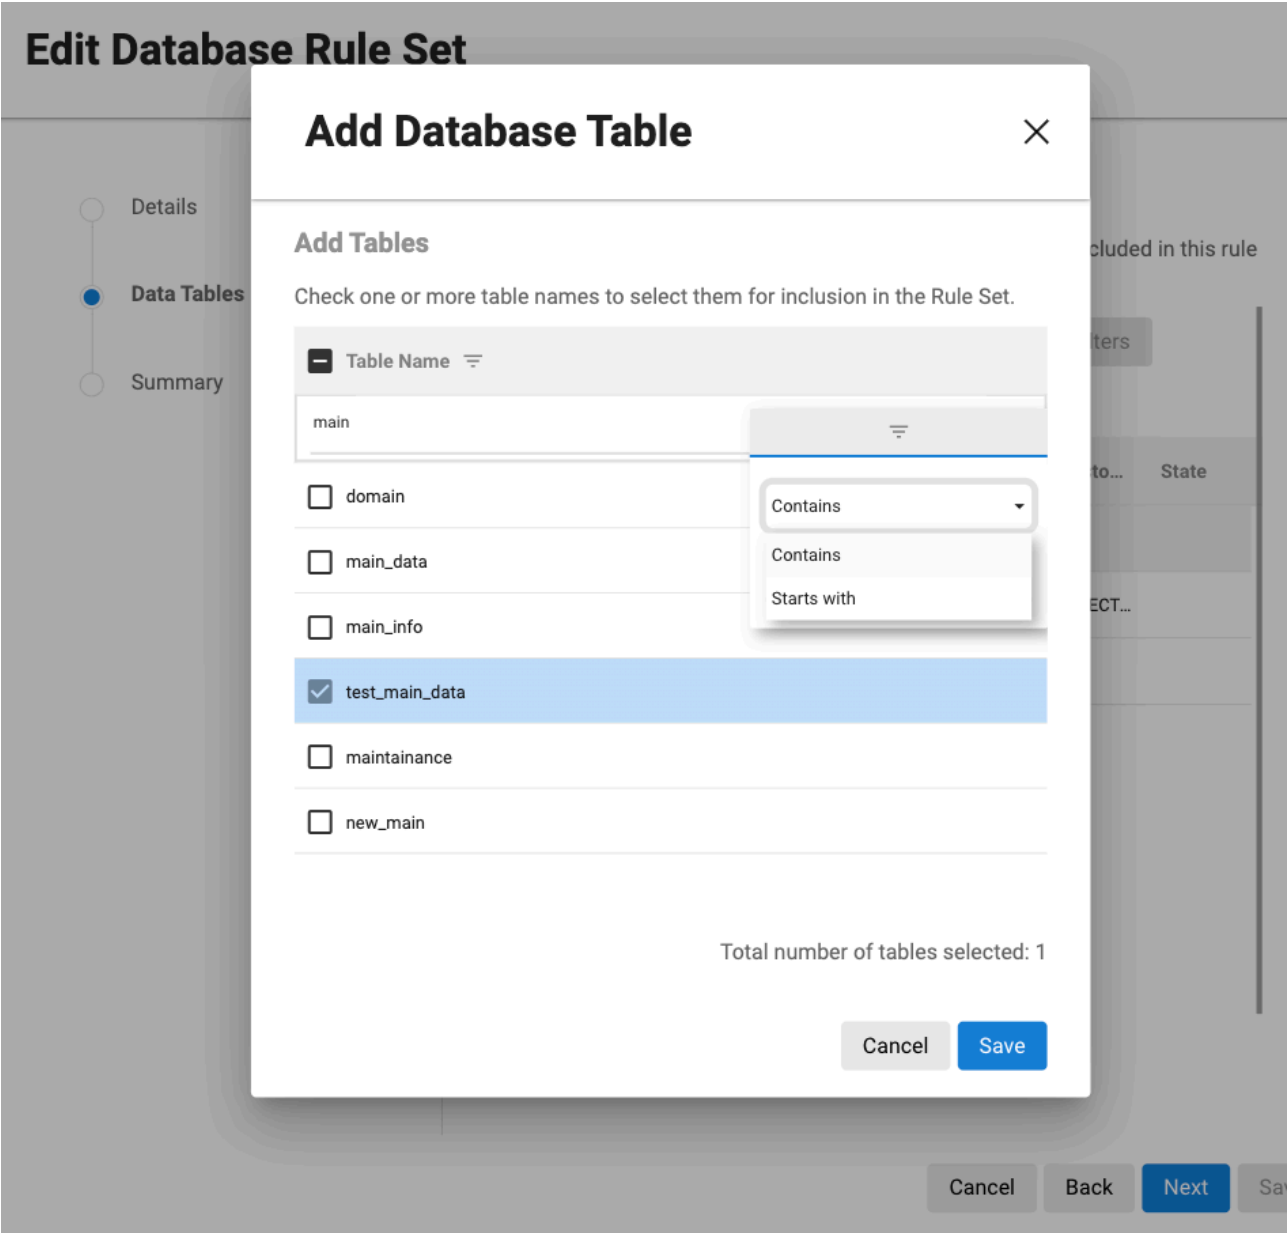 Edit Database Rule Set
Add Database Table
Details
Data Tables
Summary
Add Tables
Check one or more table names to select them for inclusion in the Rule Set.
Table Name
main
Contains
Contains
Starts with
domain
main_data
main_info
test_main_data
maintainance
new_main
Total number of tables selected: 1
Cancel
Save
in this rule
State
Cancel
Back
Next